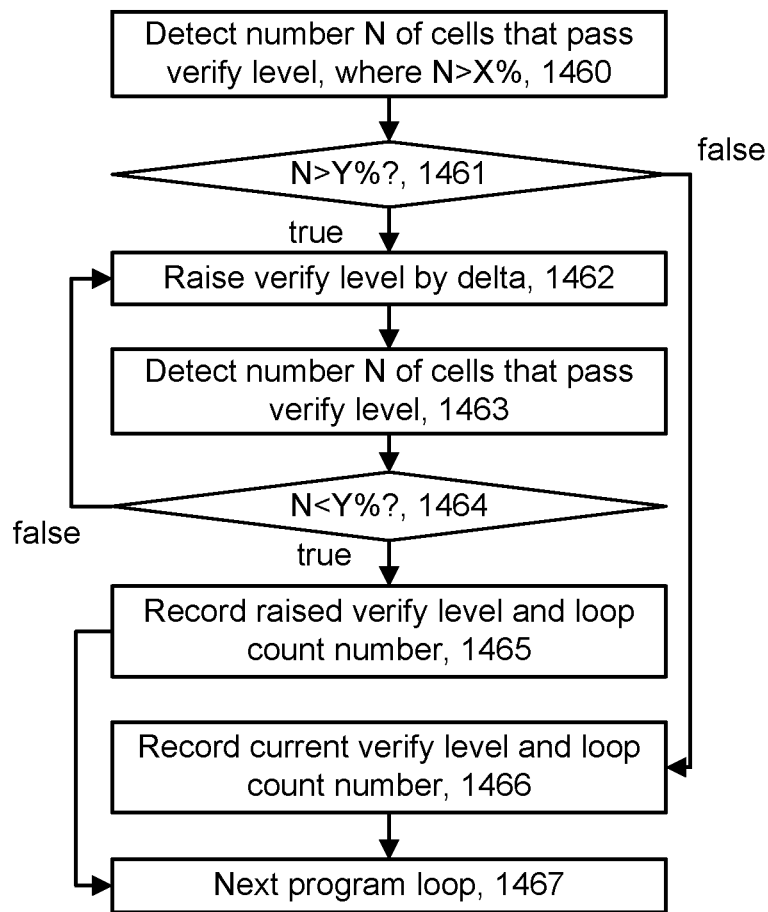 Detect number N of cells that pass
verify level, where N>X%, 1460
false
N>Y%?, 1461
true
Raise verify level by delta, 1462
Detect number N of cells that pass
verify level, 1463
N<Y%?, 1464
false
true
Record raised verify level and loop
count number, 1465
Record current verify level and loop
count number, 1466
Next program loop, 1467